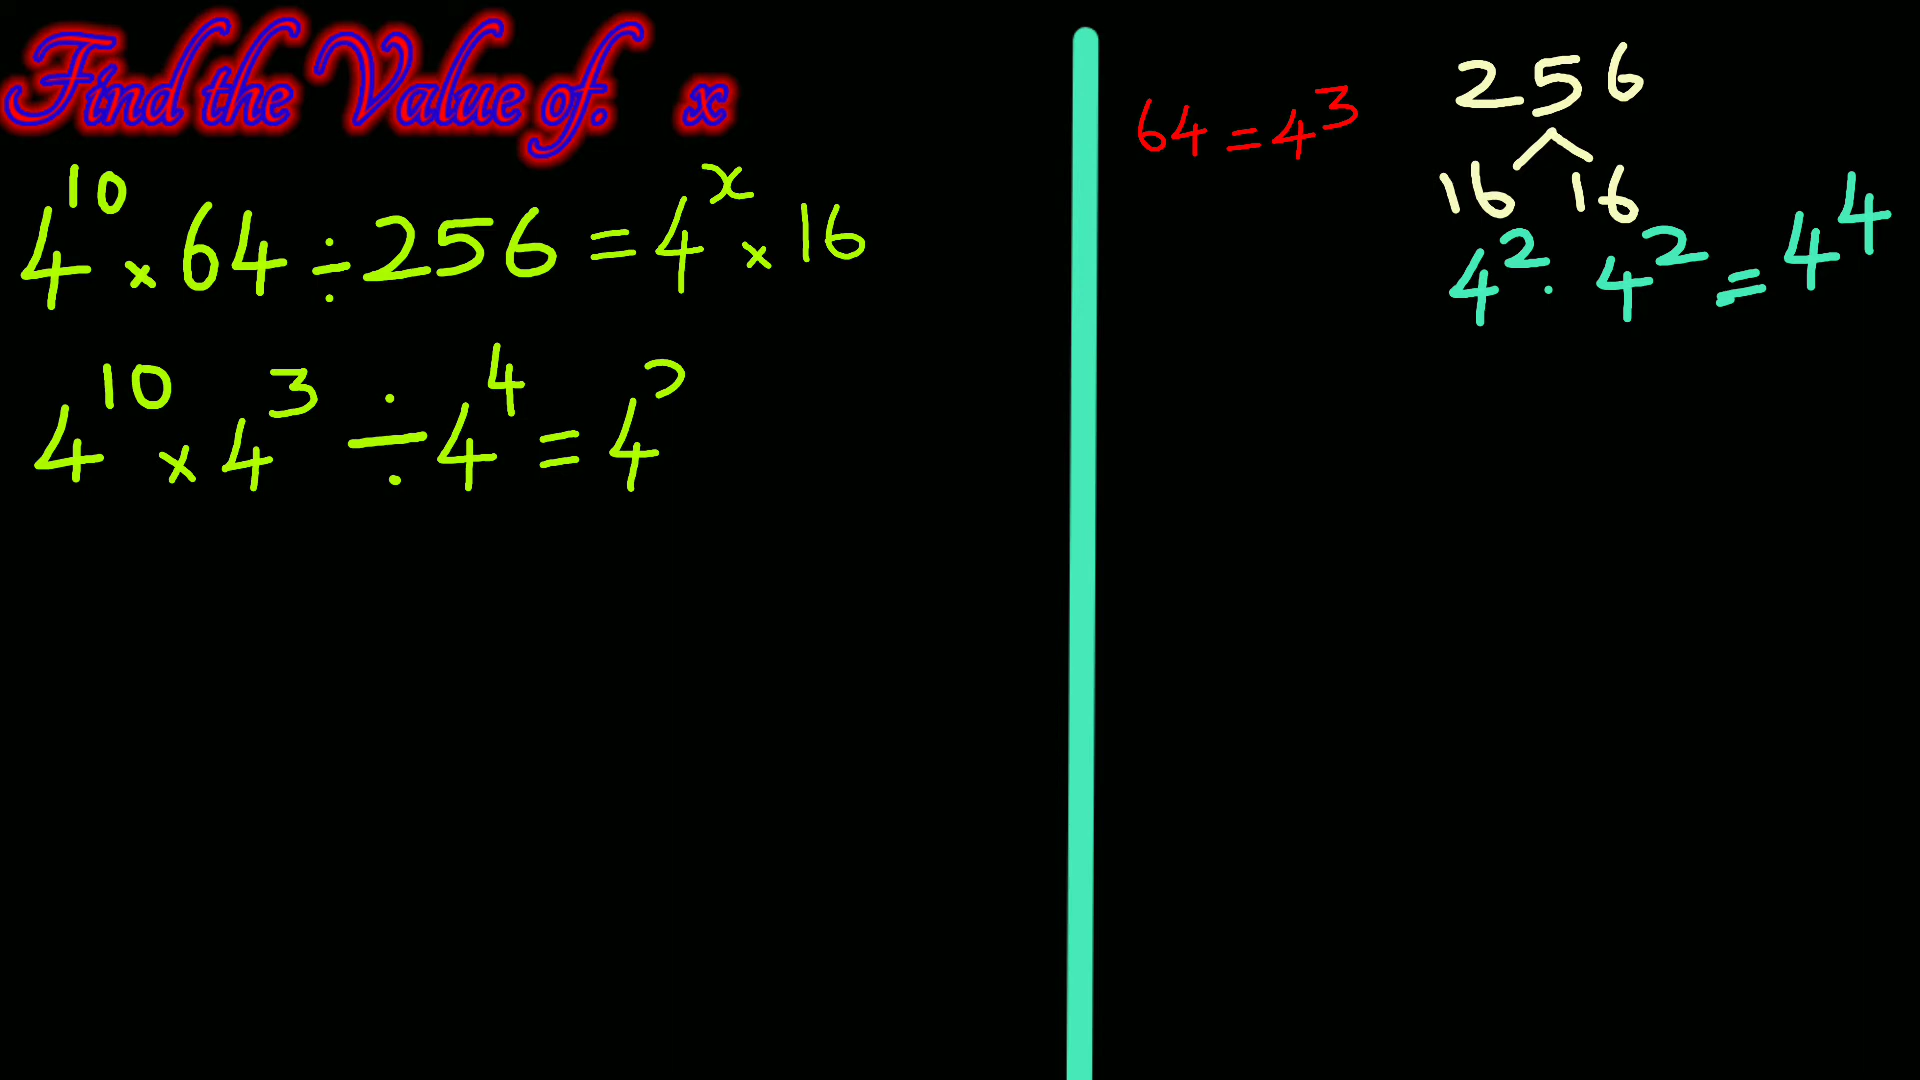 Find the Value of. x
4^10 × 64 ÷ 256 = 4^x × 16
4^10 × 4^3 ÷ 4^4 = 4
64 = 4^3
256
16 16
4^2 · 4^2 = 4^4